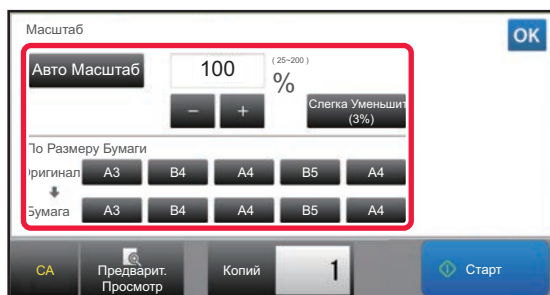 Масштаб
OK
Авто Масштаб
100
(25~200)
%
−
+
Слегка Уменьшит
(3%)
По Размеру Бумаги
Оригинал
A3 B4 A4 B5 A4
Бумага
A3 B4 A4 B5 A4
CA
Предварит.
Просмотр
Копий
1
Старт